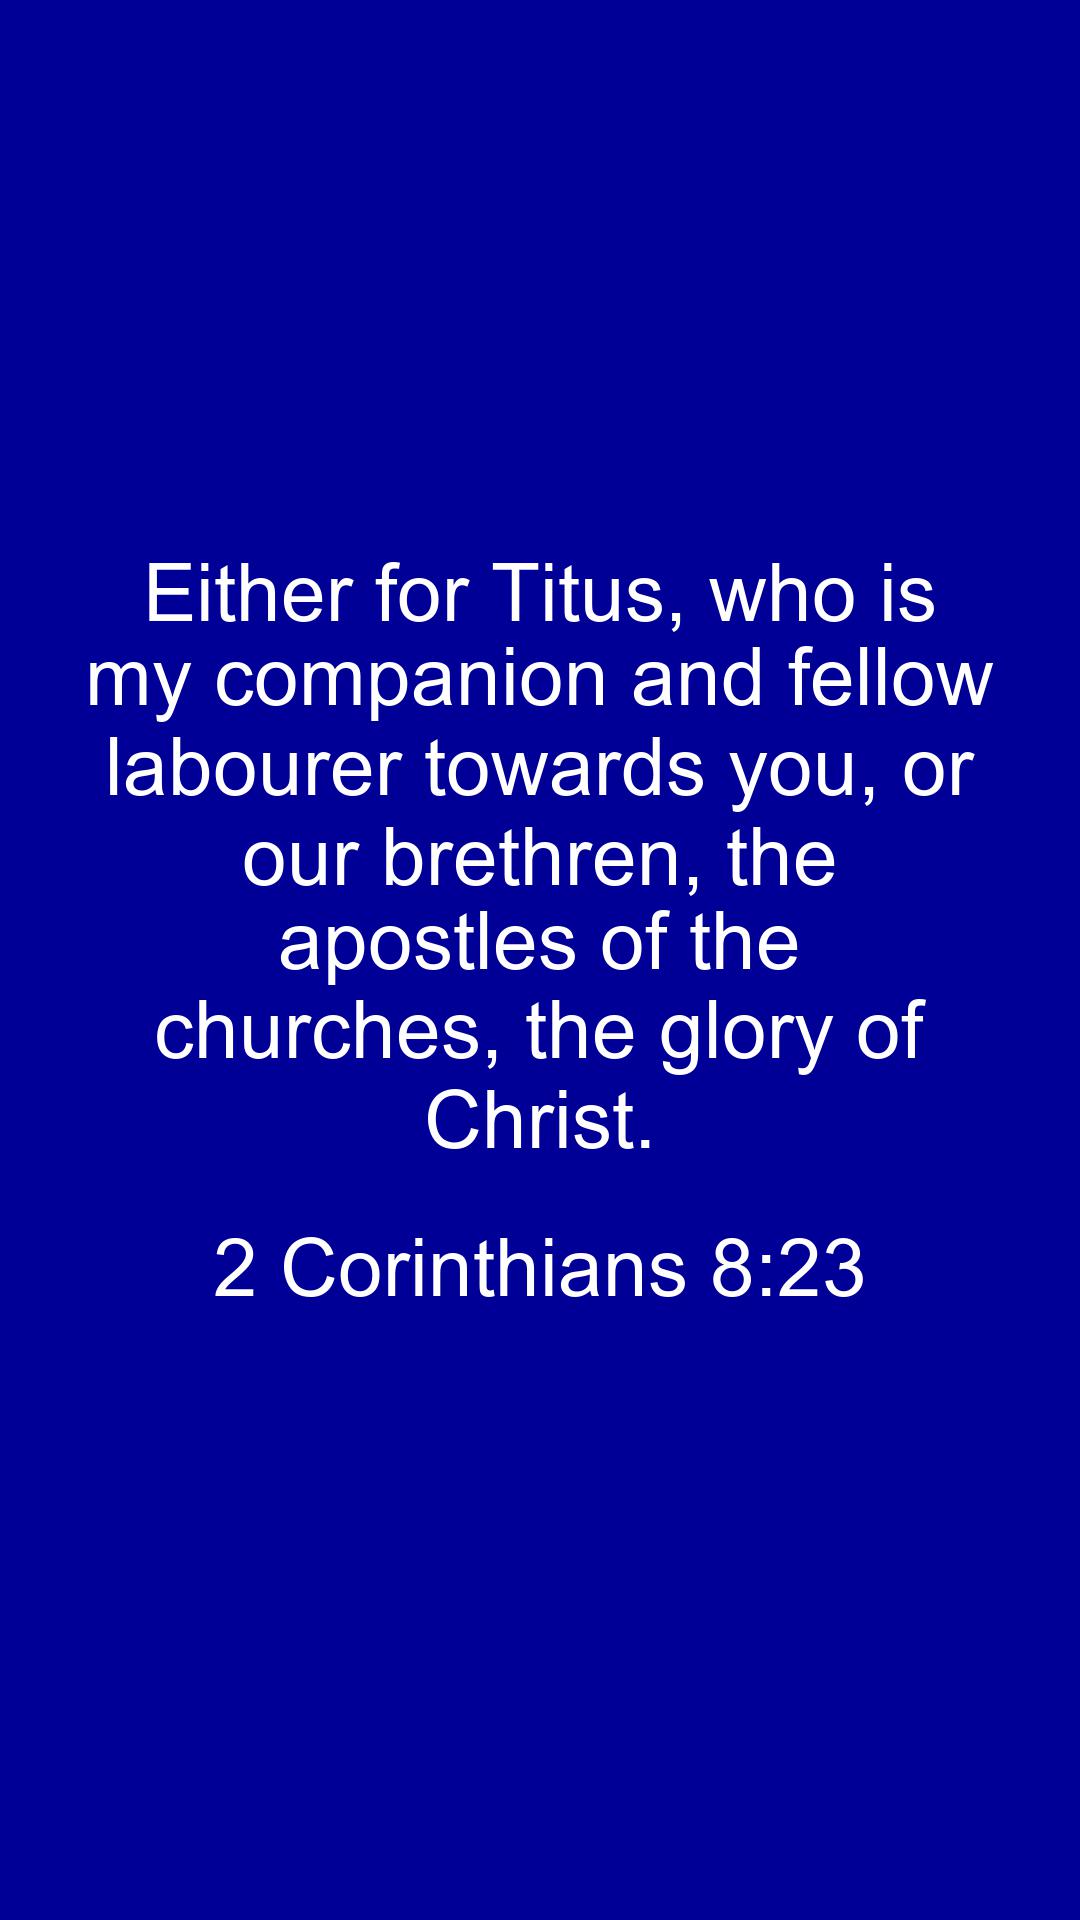 Either for Titus, who is
my companion and fellow
labourer towards you, or
our brethren, the
apostles of the
churches, the glory of
Christ.
2 Corinthians 8:23